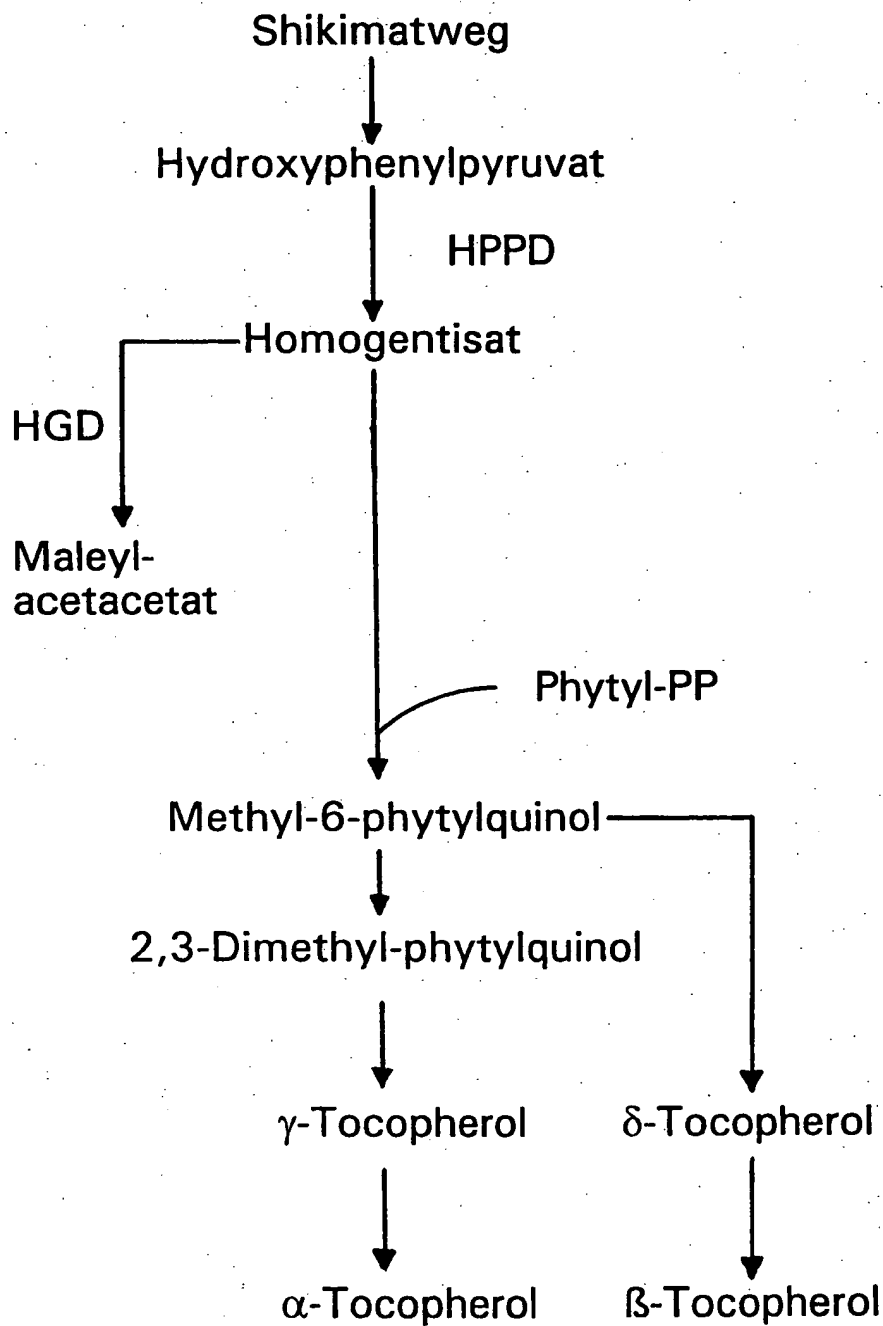 Shikimatweg
Hydroxyphenylpyruvat
HPPD
Homogentisat
HGD
Maleyl-
acetacetat
Phytyl-PP
Methyl-6-phytylquinol
2,3-Dimethyl-phytylquinol
γ-Tocopherol
δ-Tocopherol
α-Tocopherol
ß-Tocopherol